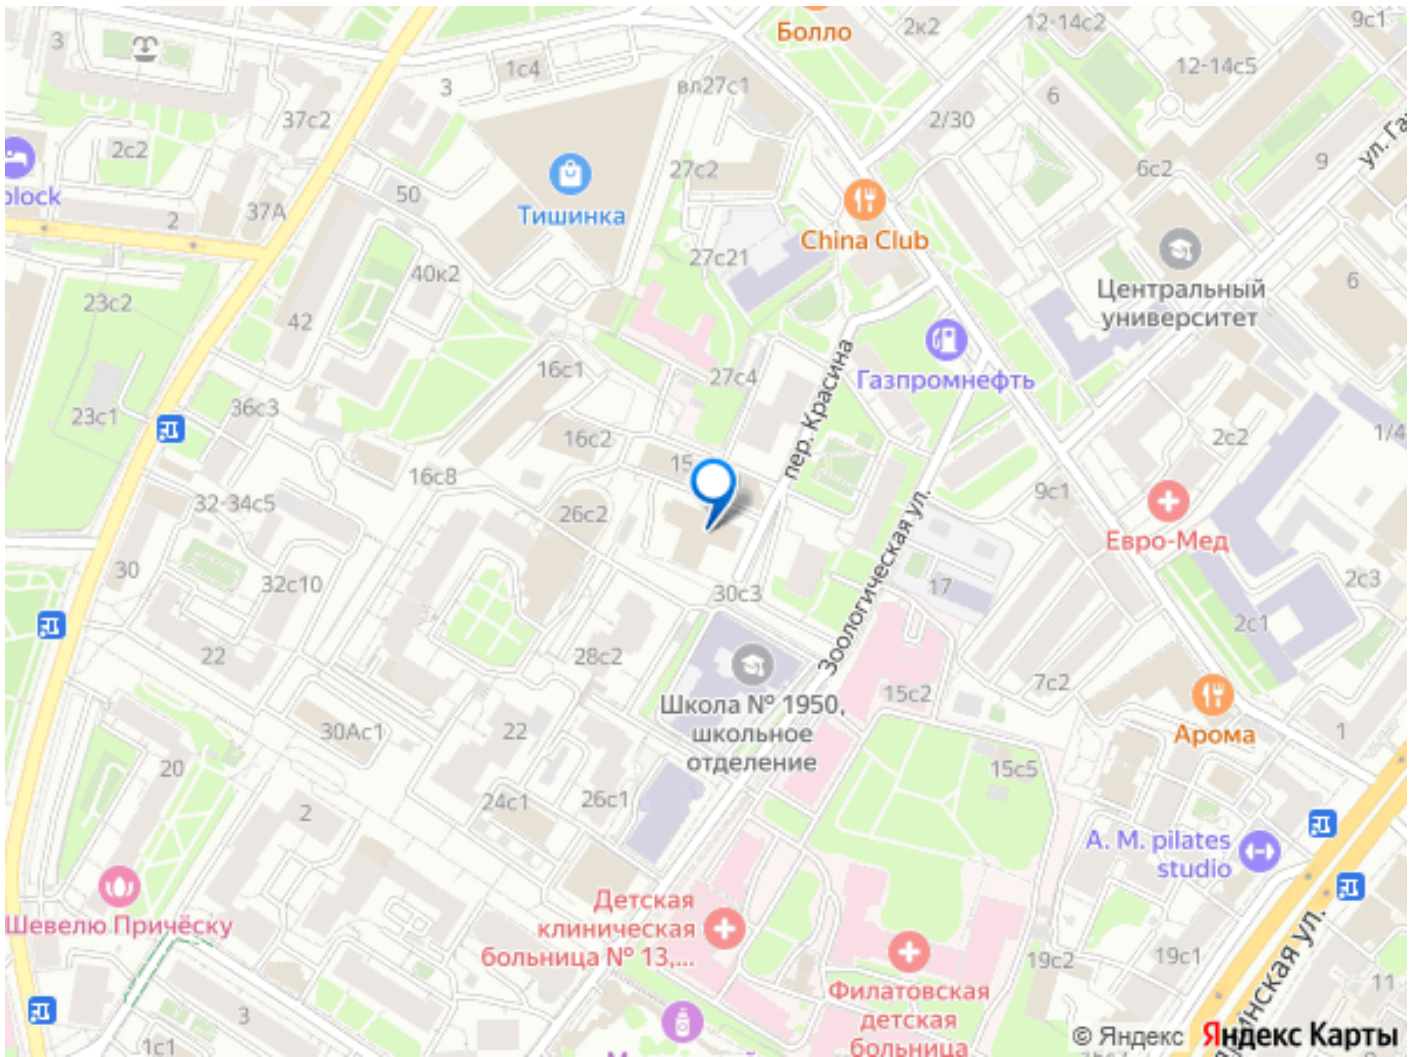 3
Болло
2к2
12-14с2
9с1
1с4
3
вл27с1
12-14с5
6
37с2
2с2
2/30
ул. Га
9
27с2
6с2
50
37А
2
Тишинка
China Club
27с21
40к2
Центральный
университет
6
23с2
42
пер. Красина
Газпромнефть
16с1
27с4
36с3
23с1
16с2
2с2
1/4
15
16с8
9с1
32-34с5
26с2
Евро-Мед
Зоологическая ул.
30
32с10
30с3
17
2с3
2с1
22
28с2
Школа № 1950,
школьное
отделение
15с2
7с2
Арома
1
30Ас1
22
20
15с5
24с1
26с1
2
A. M. pilates
studio
Шевелю Причёску
Детская
клиническая
больница № 13,...
19с2
19с1
11
Филатовская
детская
больница
3
1с1
© Яндекс
Яндекс Карты